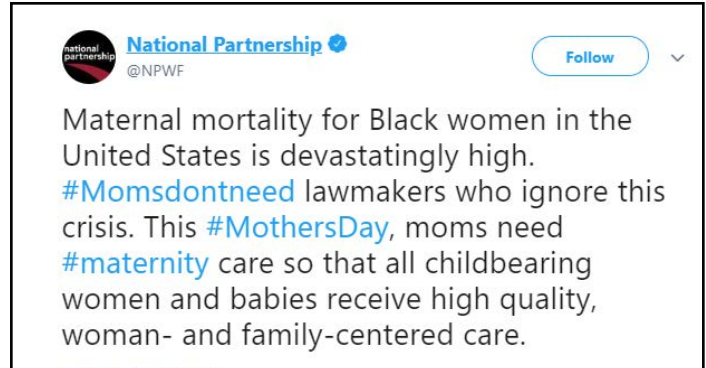 national
partnership
National Partnership
@NPWF
Follow
Maternal mortality for Black women in the
United States is devastatingly high.
#Momsdontneed lawmakers who ignore this
crisis. This #MothersDay, moms need
#maternity care so that all childbearing
women and babies receive high quality,
woman- and family-centered care.